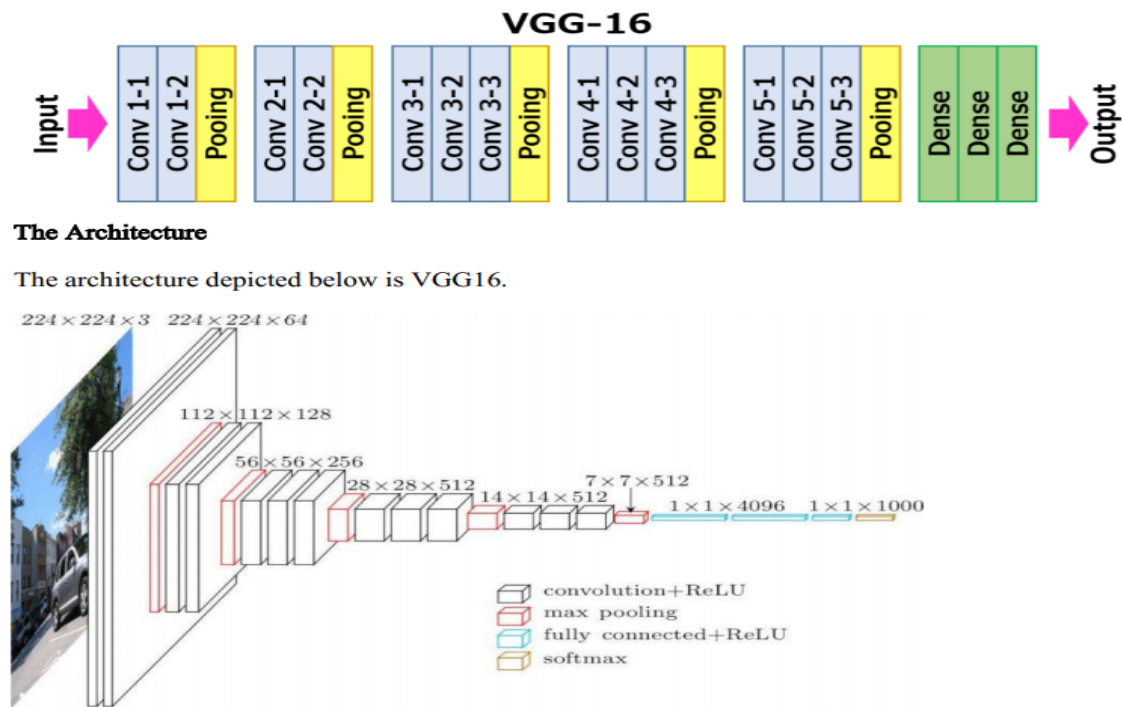 VGG-16
Input
Conv 1-1
Conv 1-2
Pooing
Conv 2-1
Conv 2-2
Pooing
Conv 3-1
Conv 3-2
Conv 3-3
Pooing
Conv 4-1
Conv 4-2
Conv 4-3
Pooing
Conv 5-1
Conv 5-2
Conv 5-3
Pooing
Dense
Dense
Dense
Output
The Architecture
The architecture depicted below is VGG16.
224 × 224 × 3
224 × 224 × 64
112 × 112 × 128
56 × 56 × 256
28 × 28 × 512
14 × 14 × 512
7 × 7 × 512
1 × 1 × 4096
1 × 1 × 1000
convolution+ReLU
max pooling
fully connected+ReLU
softmax